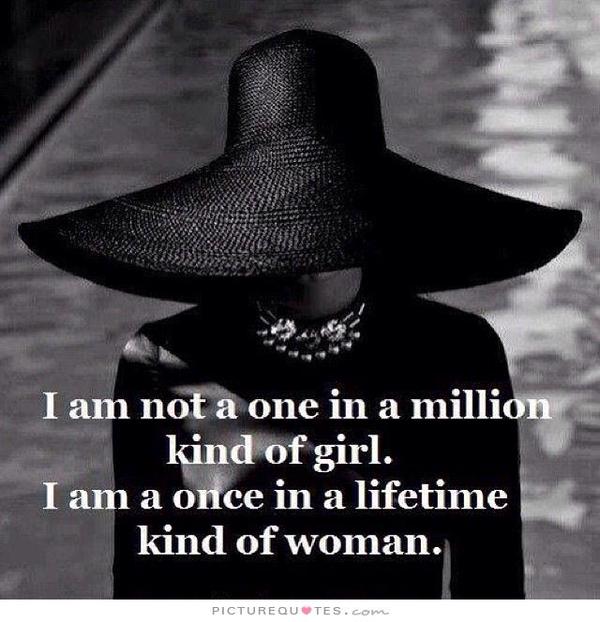 I am not a one in a million
kind of girl.
I am a once in a lifetime
kind of woman.
PICTUREQUOTES.com